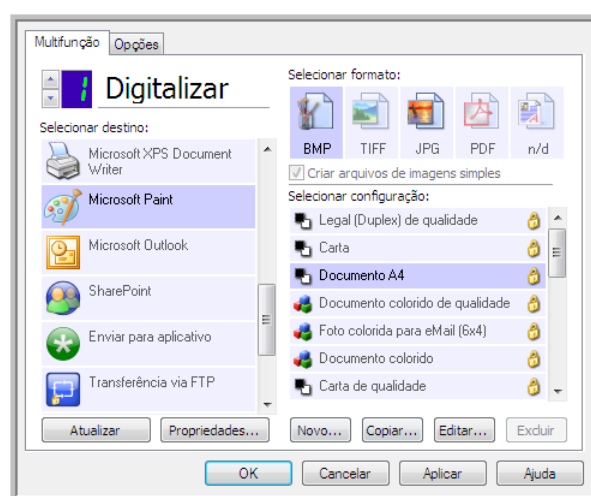 Multifunção
Opções
1
Digitalizar
Selecionar destino:
Microsoft XPS Document
Writer
Microsoft Paint
Microsoft Outlook
SharePoint
Enviar para aplicativo
Transferência via FTP
Atualizar
Propriedades...
Selecionar formato:
BMP
TIFF
JPG
PDF
n/d
Criar arquivos de imagens simples
Selecionar configuração:
Legal (Duplex) de qualidade
Carta
Documento A4
Documento colorido de qualidade
Foto colorida para eMail (6x4)
Documento colorido
Carta de qualidade
Novo...
Copiar...
Editar...
Excluir
OK
Cancelar
Aplicar
Ajuda